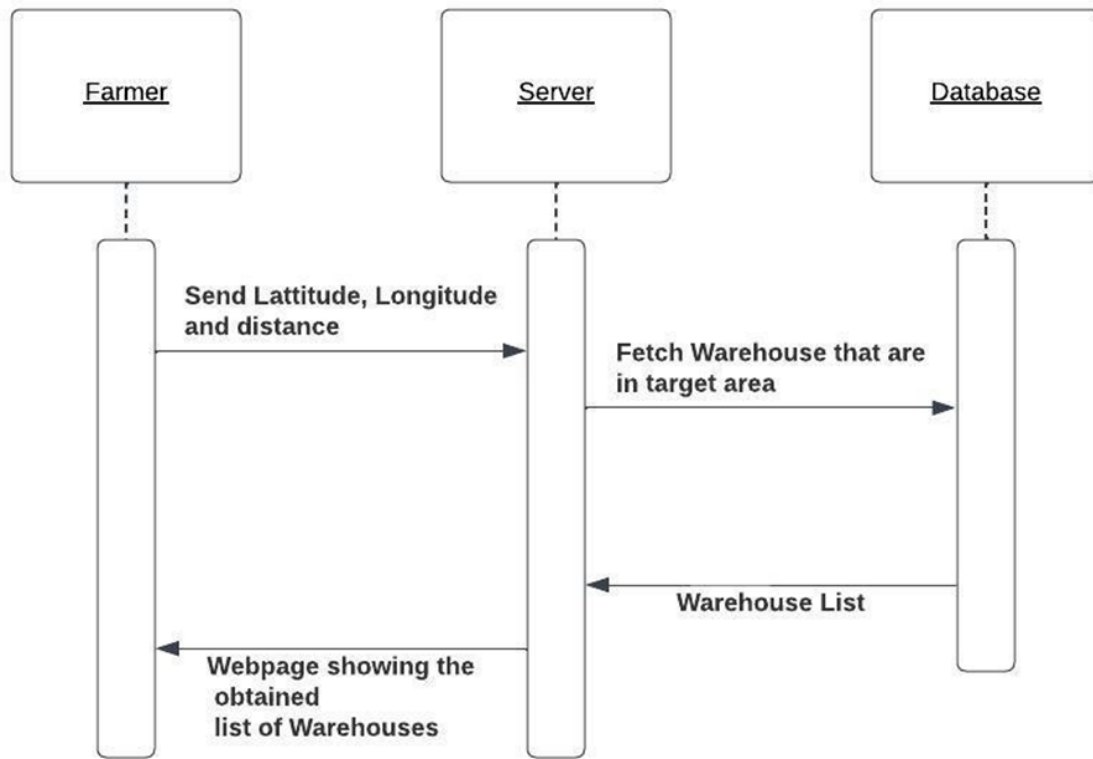 Farmer
Server
Database
Send Lattitude, Longitude
and distance
Fetch Warehouse that are
in target area
Warehouse List
Webpage showing the
obtained
list of Warehouses